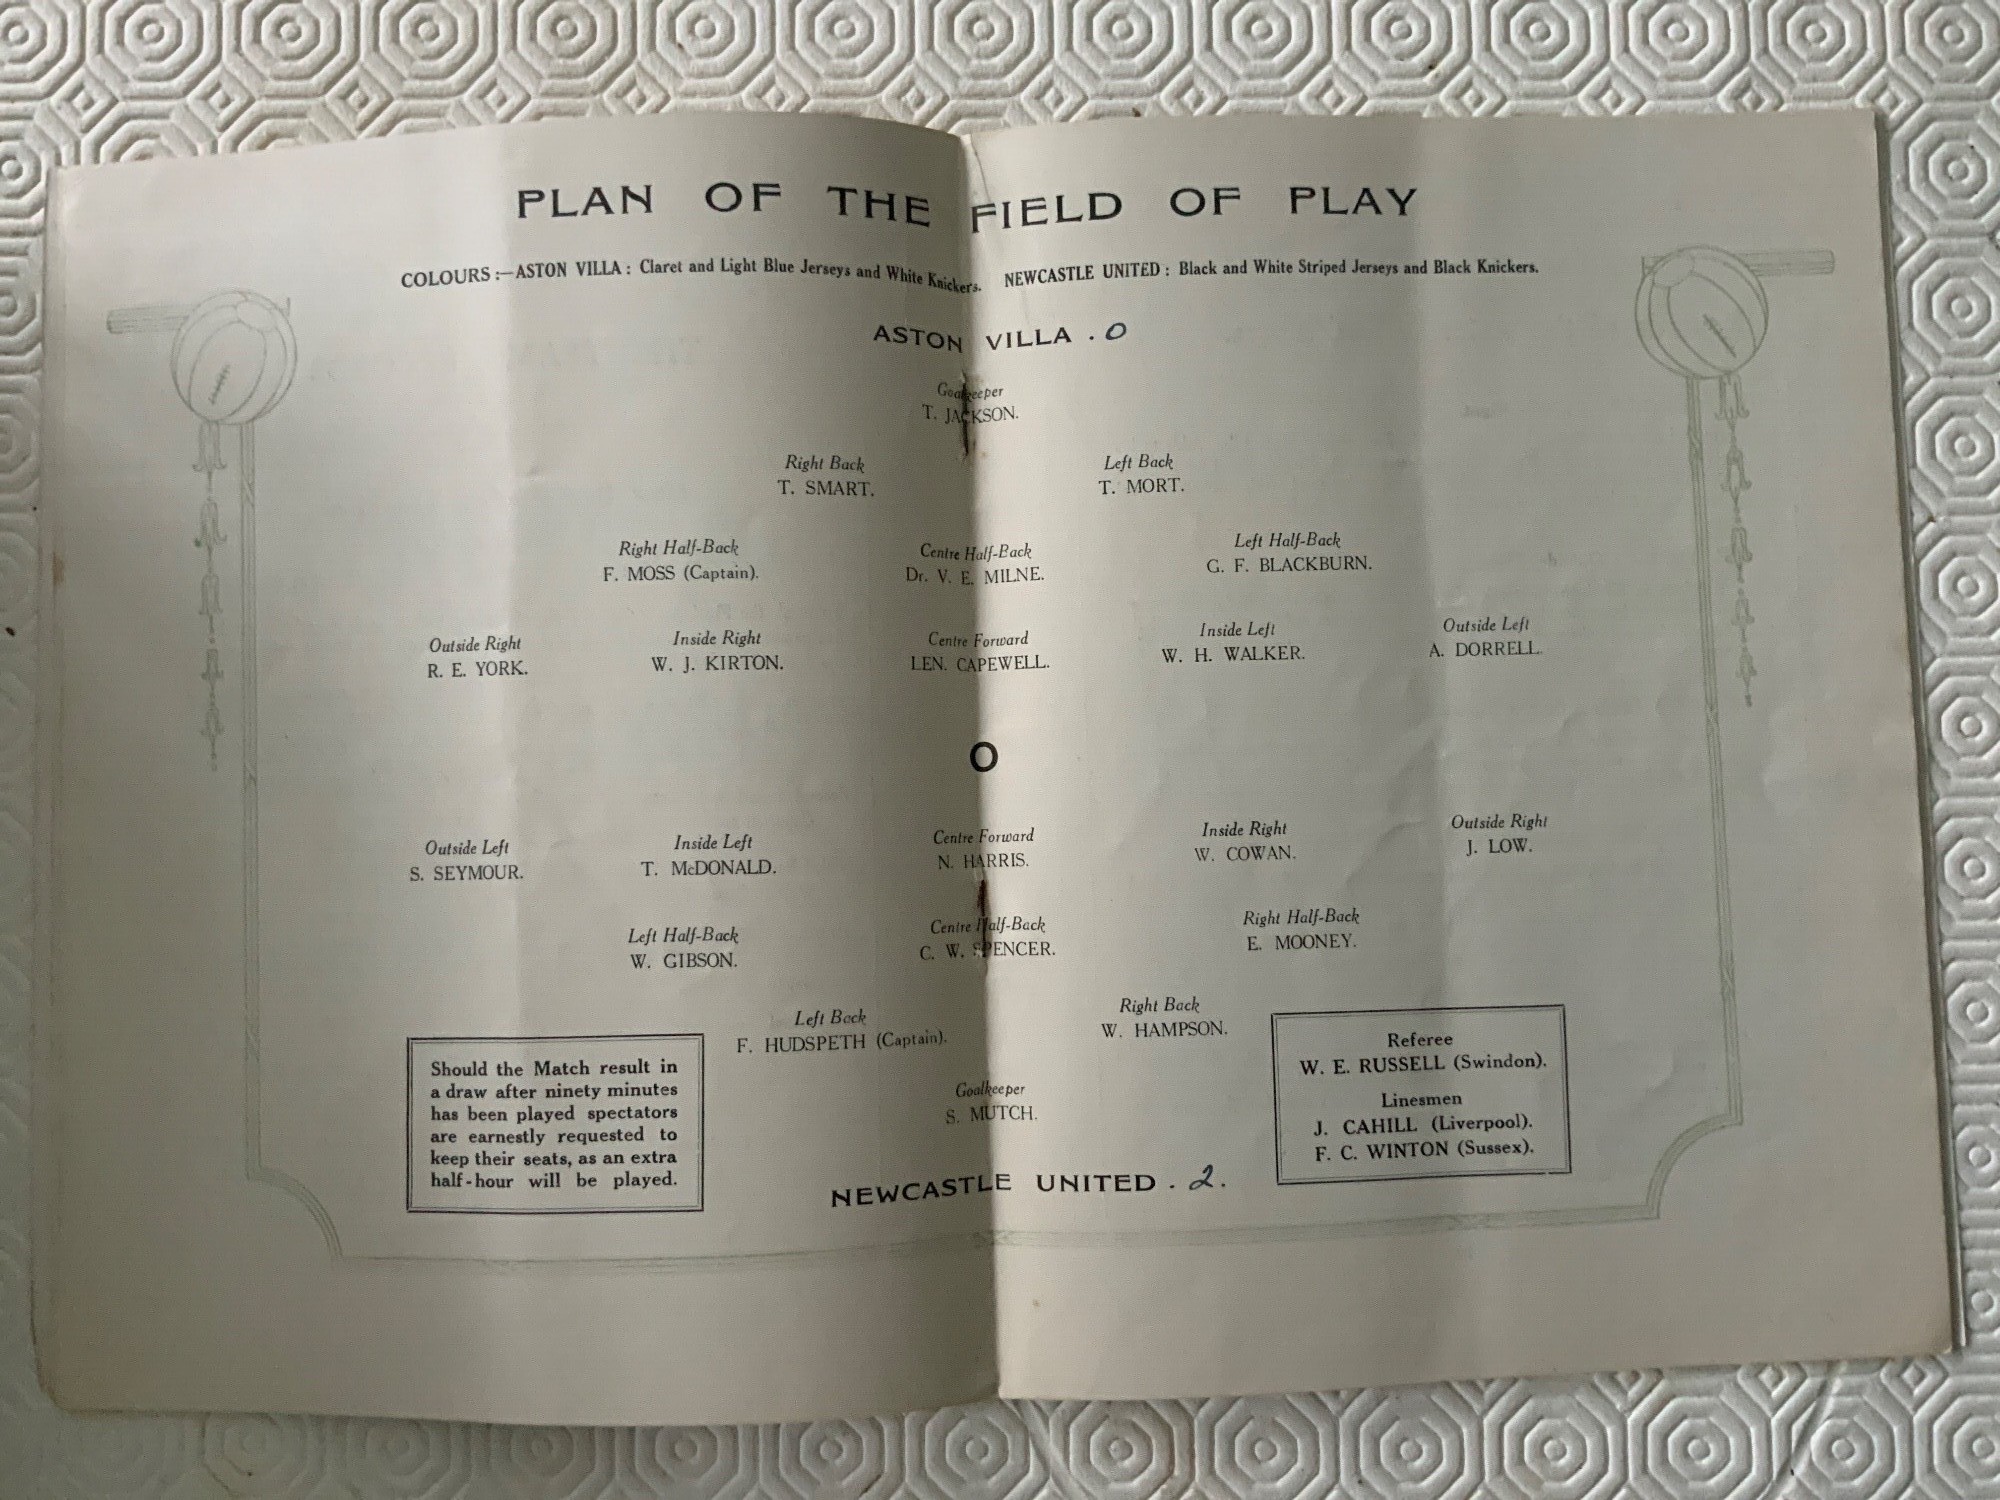 PLAN OF THE FIELD OF PLAY
COLOURS :—ASTON VILLA : Claret and Light Blue Jerseys and White Knickers. NEWCASTLE UNITED : Black and White Striped Jerseys and Black Knickers.
ASTON VILLA . 0
Goalkeeper
T. JACKSON.
Right Back Left Back
T. SMART. T. MORT.
Right Half-Back Centre Half-Back Left Half-Back
F. MOSS (Captain). Dr. V. E. MILNE. G. F. BLACKBURN.
Outside Right Inside Right Centre Forward Inside Left Outside Left
R. E. YORK. W. J. KIRTON. LEN. CAPEWELL. W. H. WALKER. A. DORRELL.
O
Outside Left Inside Left Centre Forward Inside Right Outside Right
S. SEYMOUR. T. McDONALD. N. HARRIS. W. COWAN. J. LOW.
Left Half-Back Centre Half-Back Right Half-Back
W. GIBSON. C. W. SPENCER. E. MOONEY.
Left Back Right Back
F. HUDSPETH (Captain). W. HAMPSON.
Goalkeeper
S. MUTCH.
NEWCASTLE UNITED . 2.
Should the Match result in
a draw after ninety minutes
has been played spectators
are earnestly requested to
keep their seats, as an extra
half-hour will be played.
Referee
W. E. RUSSELL (Swindon).
Linesmen
J. CAHILL (Liverpool).
F. C. WINTON (Sussex).